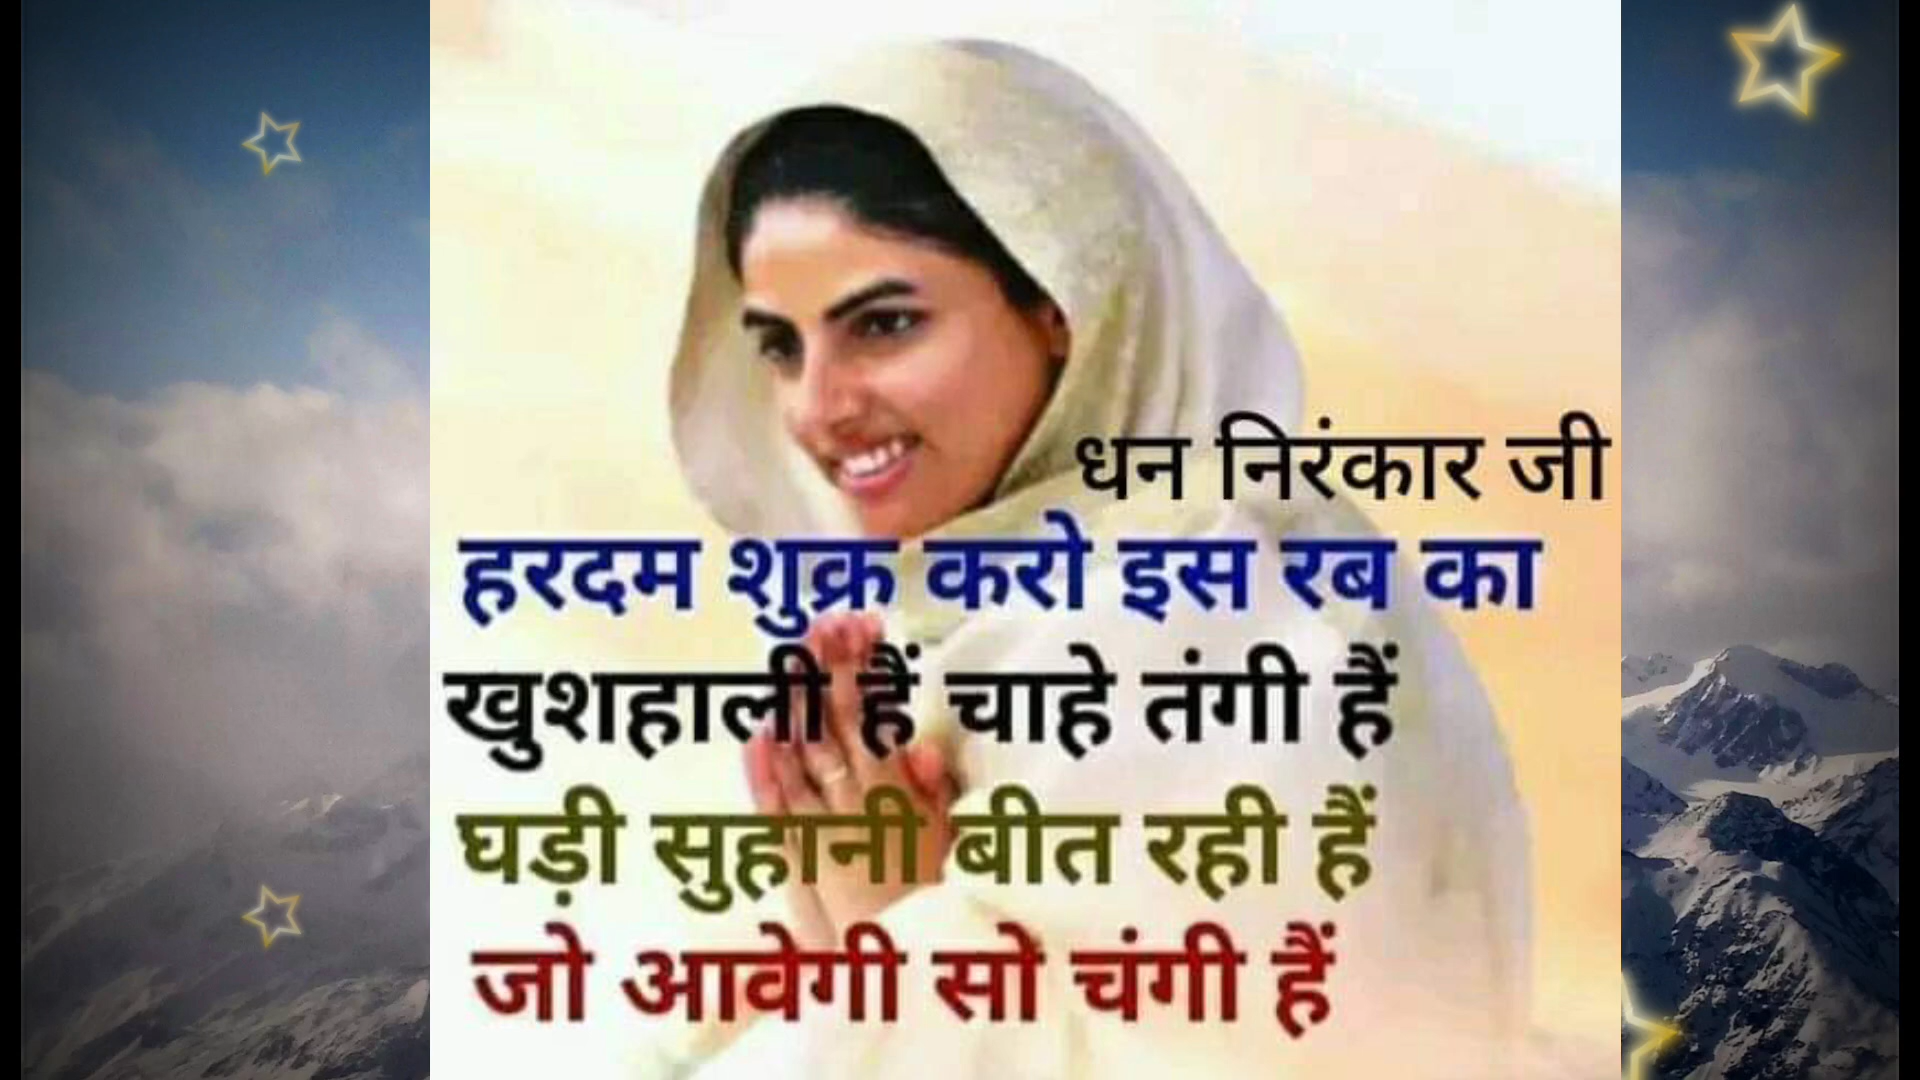 धन निरंकार जी
हरदम शुक्र करो इस रब का
खुशहाली हैं चाहे तंगी हैं
घड़ी सुहानी बीत रही हैं
जो आवेगी सो चंगी हैं